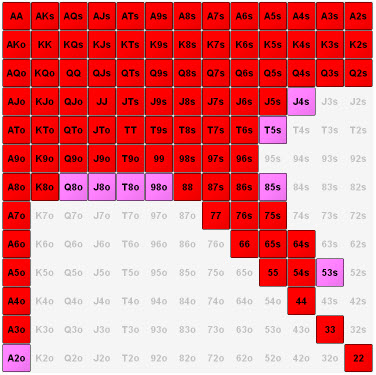 AA AKs AQs AJs ATs A9s A8s A7s A6s A5s A4s A3s A2s
AKo KK KQs KJs KTs K9s K8s K7s K6s K5s K4s K3s K2s
AQo KQo QQ QJs QTs Q9s Q8s Q7s Q6s Q5s Q4s Q3s Q2s
AJo KJo QJo JJ JTs J9s J8s J7s J6s J5s J4s J3s J2s
ATo KTo QTo JTo TT T9s T8s T7s T6s T5s T4s T3s T2s
A9o K9o Q9o J9o T9o 99 98s 97s 96s 95s 94s 93s 92s
A8o K8o Q8o J8o T8o 98o 88 87s 86s 85s 84s 83s 82s
A7o K7o Q7o J7o T7o 97o 87o 77 76s 75s 74s 73s 72s
A6o K6o Q6o J6o T6o 96o 86o 76o 66 65s 64s 63s 62s
A5o K5o Q5o J5o T5o 95o 85o 75o 65o 55 54s 53s 52s
A4o K4o Q4o J4o T4o 94o 84o 74o 64o 54o 44 43s 42s
A3o K3o Q3o J3o T3o 93o 83o 73o 63o 53o 43o 33 32s
A2o K2o Q2o J2o T2o 92o 82o 72o 62o 52o 42o 32o 22